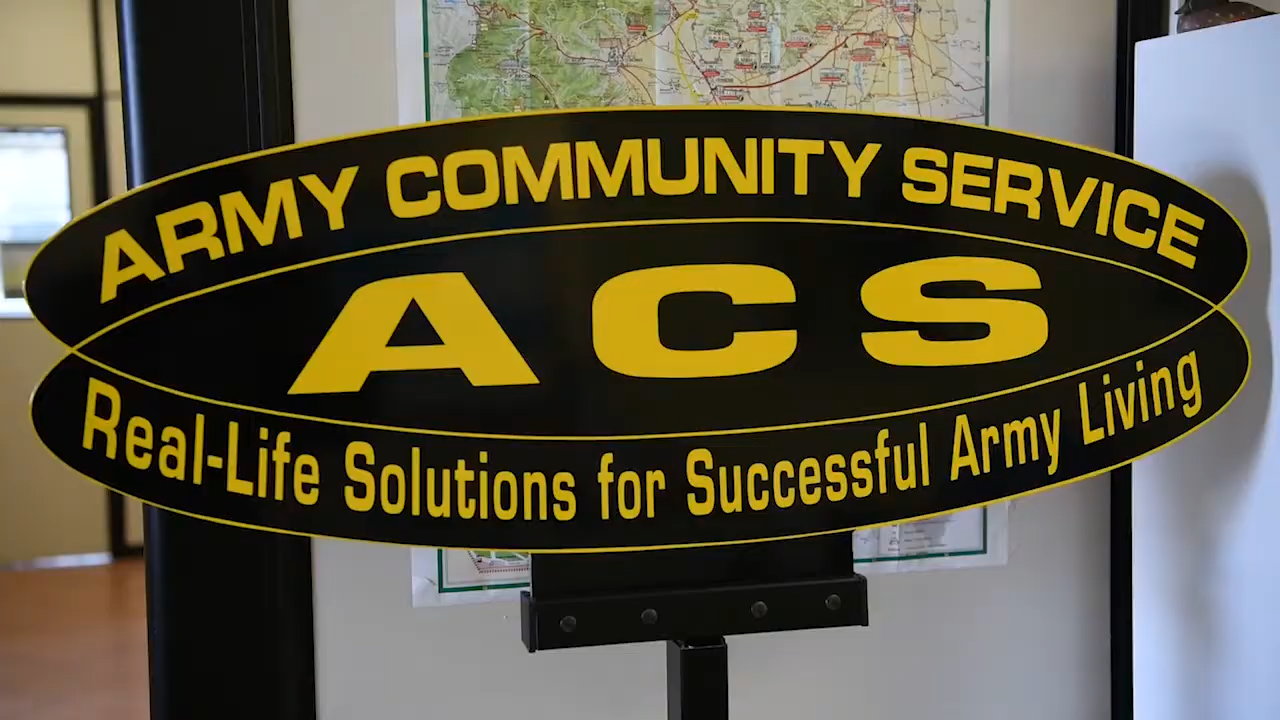 ARMY COMMUNITY SERVICE
ACS
Real-Life Solutions for Successful Army Living